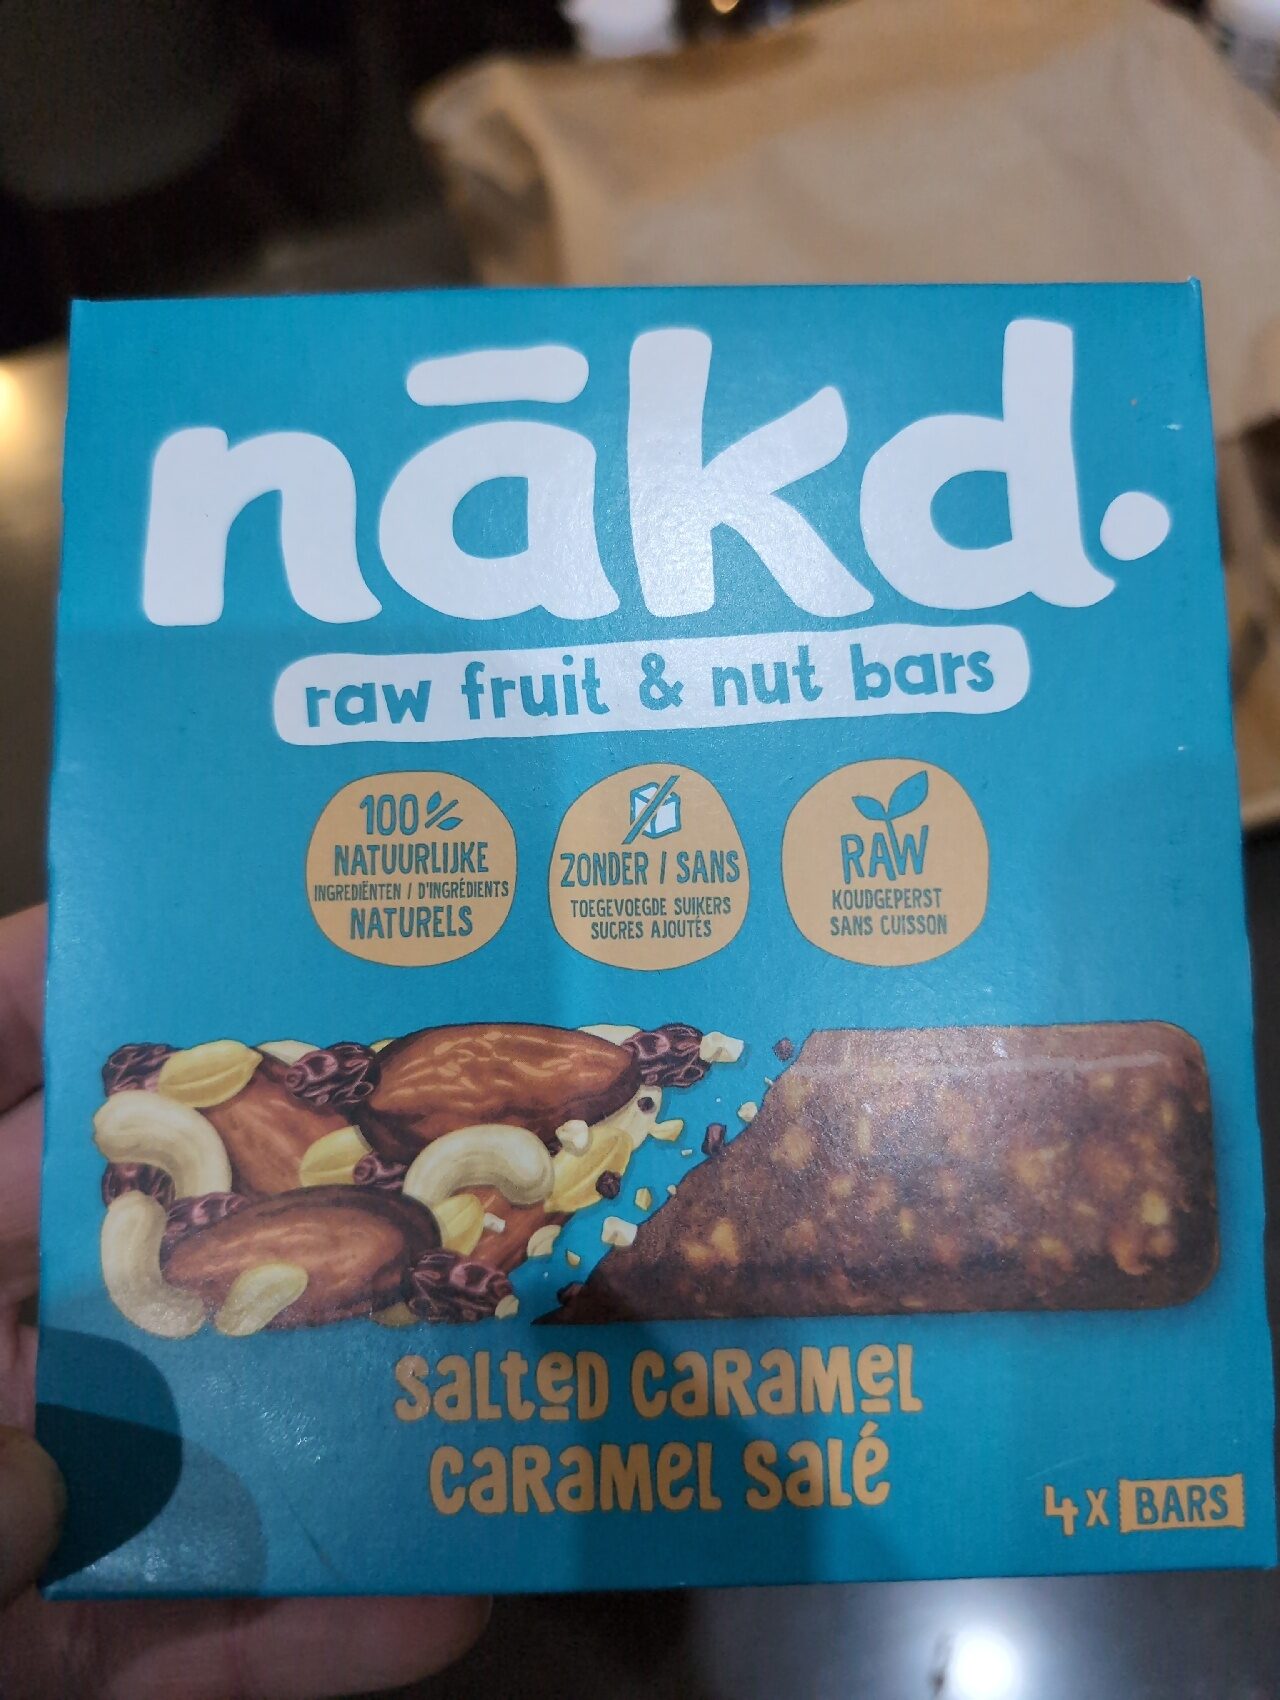 nākd.
raw fruit & nut bars
100%
NATUURLIJKE
INGREDIËNTEN / D'INGRÉDIENTS
NATURELS
ZONDER / SANS
TOEGEVOEGDE SUIKERS
SUCRES AJOUTÉS
RAW
KOUDGEPERST
SANS CUISSON
SALTED CARAMEL
CARAMEL SALÉ
4 X BARS